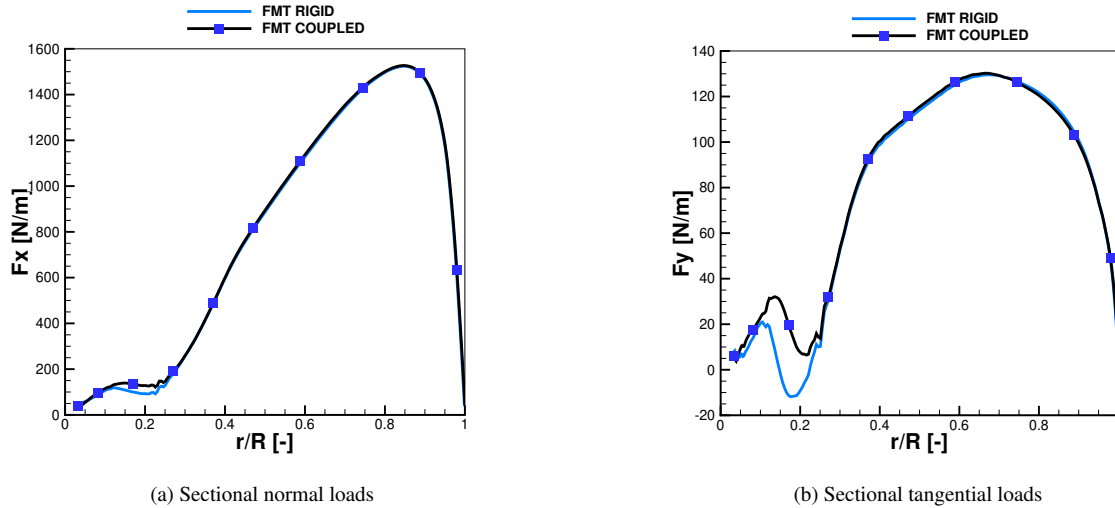 FMT RIGID
FMT COUPLED
1600
1400
1200
1000
800
600
400
200
0
Fx [N/m]
0 0.2 0.4 0.6 0.8 1
r/R [-]
(a) Sectional normal loads
FMT RIGID
FMT COUPLED
140
120
100
80
60
40
20
0
-20
Fy [N/m]
0 0.2 0.4 0.6 0.8
r/R [-]
(b) Sectional tangential loads